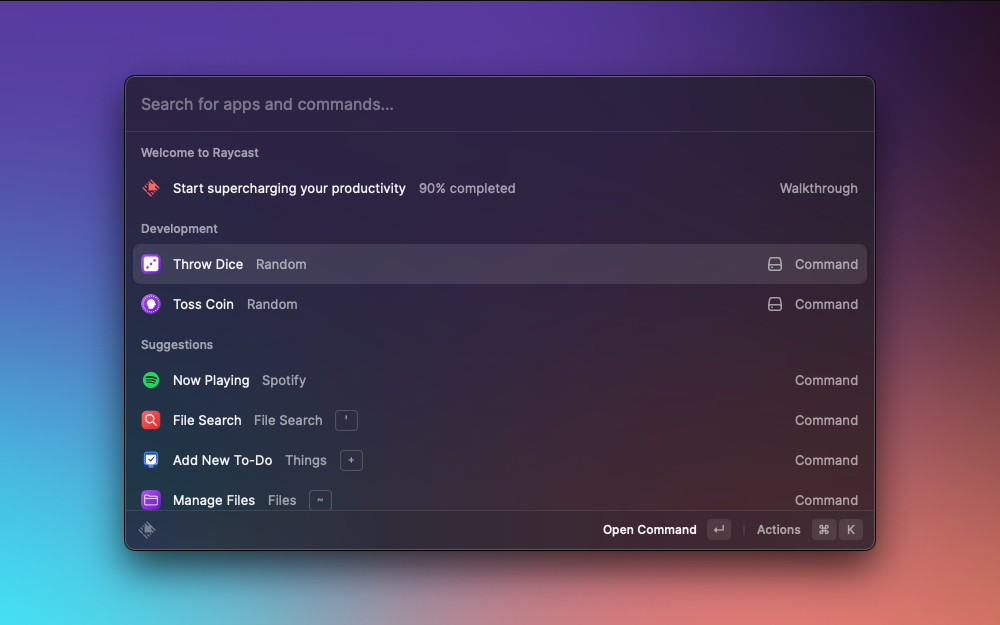 Search for apps and commands...
Welcome to Raycast
Start supercharging your productivity 90% completed Walkthrough
Development
Throw Dice Random Command
Toss Coin Random Command
Suggestions
Now Playing Spotify Command
File Search File Search ' Command
Add New To-Do Things + Command
Manage Files Files ~ Command
Open Command ↵ | Actions ⌘ K